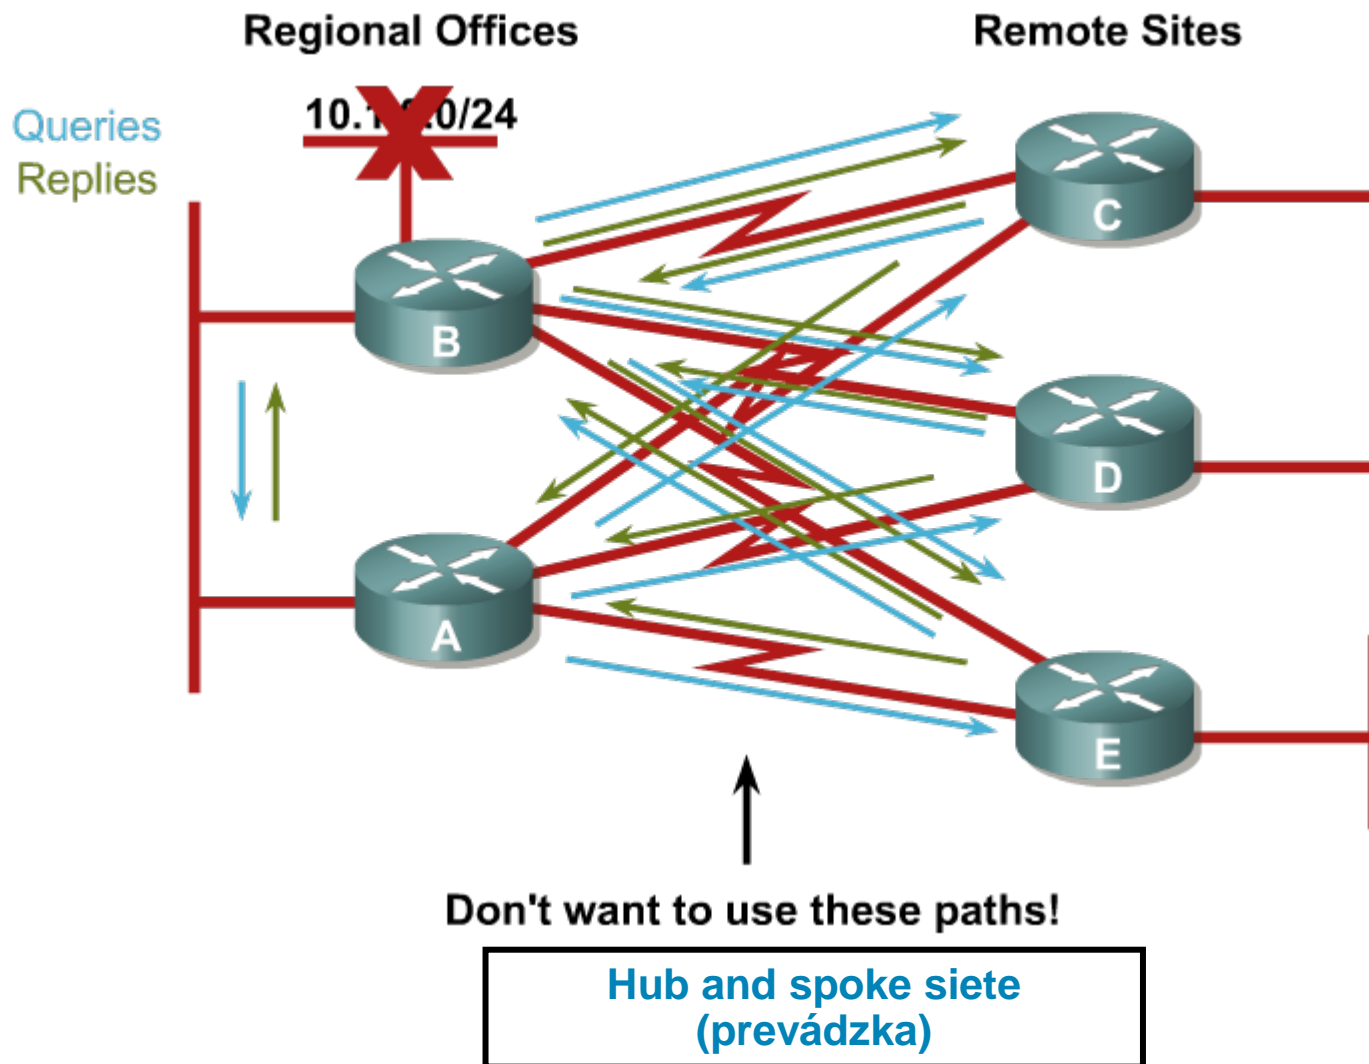 Regional Offices
Remote Sites
Queries
Replies
B
A
C
D
E
Don't want to use these paths!
Hub and spoke siete
(prevádzka)